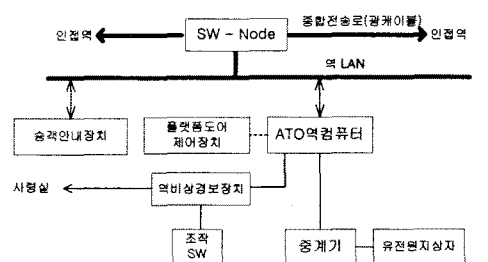 SW - Node
종합전송로(광케이블)
인접역
인접역
역 LAN
승객안내장치
플랫폼도어
제어장치
ATO역컴퓨터
사령실
역비상경보장치
조작
SW
중계기
유전원지상자